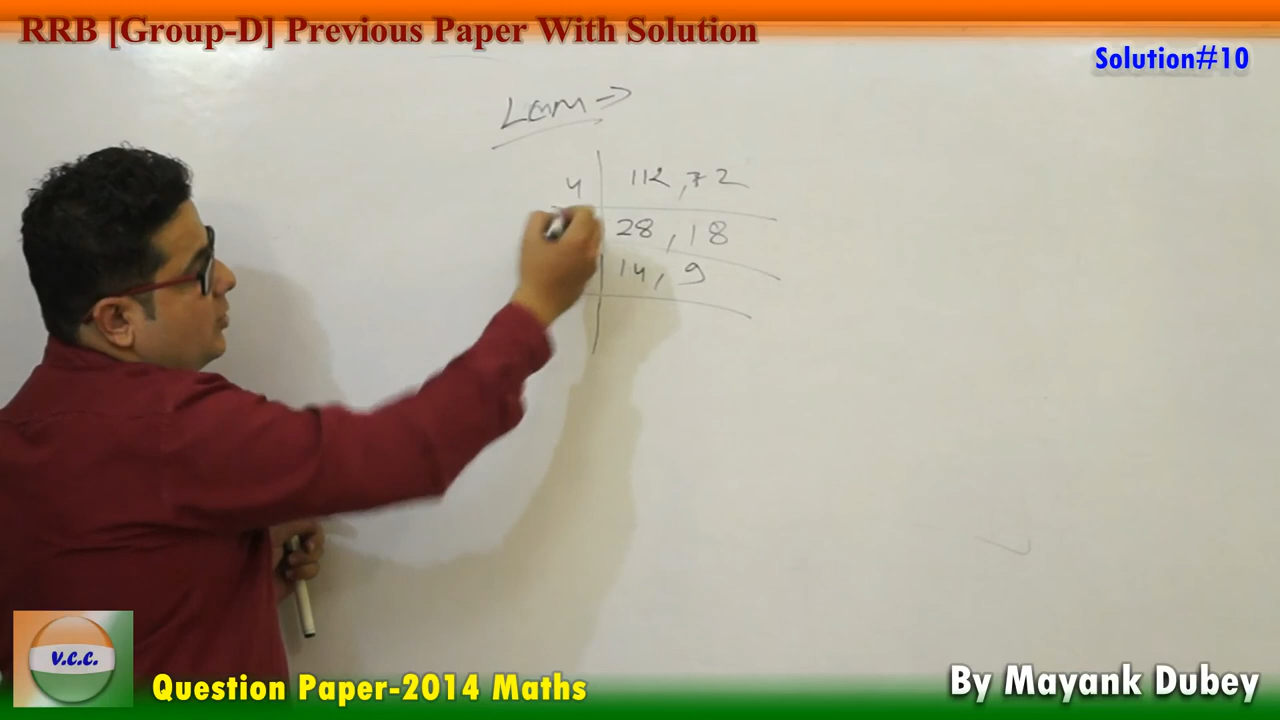 RRB [Group-D] Previous Paper With Solution
Solution#10
Lcm →
4 112, 72
28, 18
14, 9
V.C.C.
Question Paper-2014 Maths
By Mayank Dubey